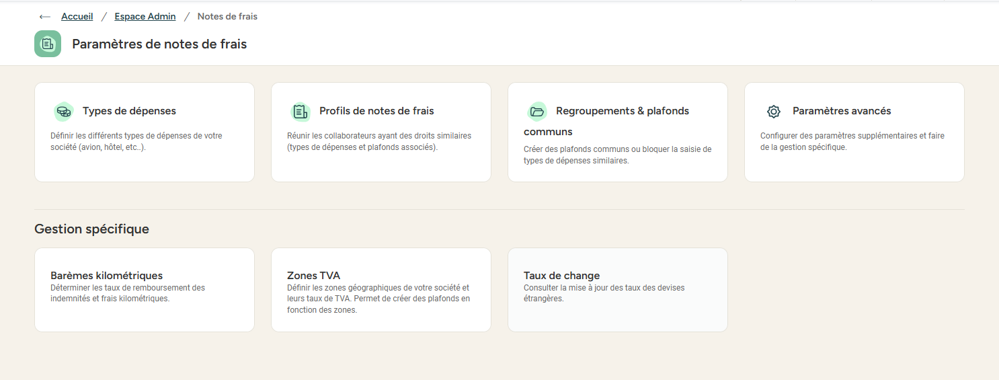 Accueil / Espace Admin / Notes de frais
Paramètres de notes de frais
Types de dépenses
Définir les différents types de dépenses de votre
société (avion, hôtel, etc..).
Profils de notes de frais
Réunir les collaborateurs ayant des droits similaires
(types de dépenses et plafonds associés).
Regroupements & plafonds
communs
Créer des plafonds communs ou bloquer la saisie de
types de dépenses similaires.
Paramètres avancés
Configurer des paramètres supplémentaires et faire
de la gestion spécifique.
Gestion spécifique
Barèmes kilométriques
Déterminer les taux de remboursement des
indemnités et frais kilométriques.
Zones TVA
Définir les zones géographiques de votre société et
leurs taux de TVA. Permet de créer des plafonds en
fonction des zones.
Taux de change
Consulter la mise à jour des taux des devises
étrangères.